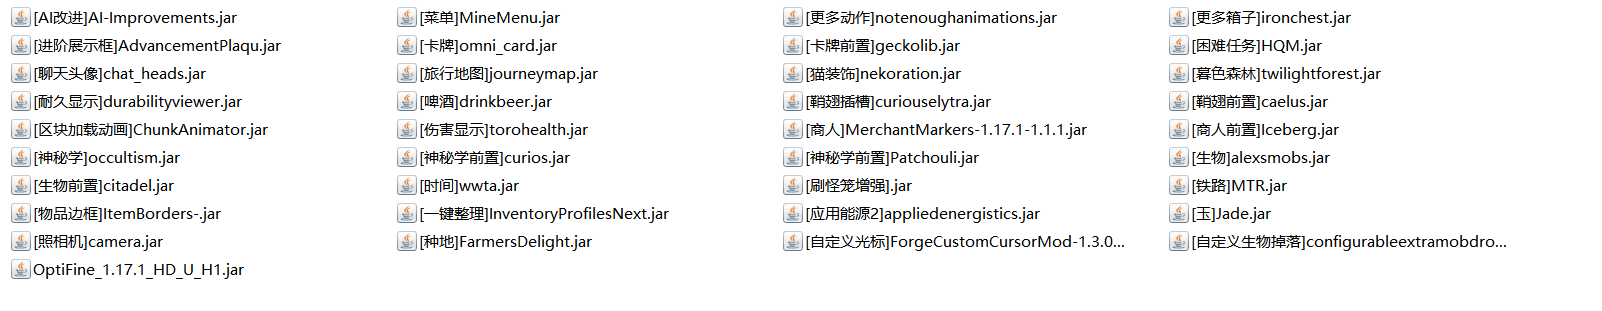 [AI改进]AI-Improvements.jar
[菜单]MineMenu.jar
[更多动作]notenoughanimations.jar
[更多箱子]ironchest.jar
[进阶展示框]AdvancementPlaqu.jar
[卡牌]omni_card.jar
[卡牌前置]geckolib.jar
[困难任务]HQM.jar
[聊天头像]chat_heads.jar
[旅行地图]journeymap.jar
[猫装饰]nekoration.jar
[暮色森林]twilightforest.jar
[耐久显示]durabilityviewer.jar
[啤酒]drinkbeer.jar
[鞘翅插槽]curiouselytra.jar
[鞘翅前置]caelus.jar
[区块加载动画]ChunkAnimator.jar
[伤害显示]torohealth.jar
[商人]MerchantMarkers-1.17.1-1.1.1.jar
[商人前置]Iceberg.jar
[神秘学]occultism.jar
[神秘学前置]curios.jar
[神秘学前置]Patchouli.jar
[生物]alexsmobs.jar
[生物前置]citadel.jar
[时间]wwta.jar
[刷怪笼增强].jar
[铁路]MTR.jar
[物品边框]ItemBorders-.jar
[一键整理]InventoryProfilesNext.jar
[应用能源2]appliedenergistics.jar
[玉]Jade.jar
[照相机]camera.jar
[种地]FarmersDelight.jar
[自定义光标]ForgeCustomCursorMod-1.3.0...
[自定义生物掉落]configurableextramobdro...
OptiFine_1.17.1_HD_U_H1.jar